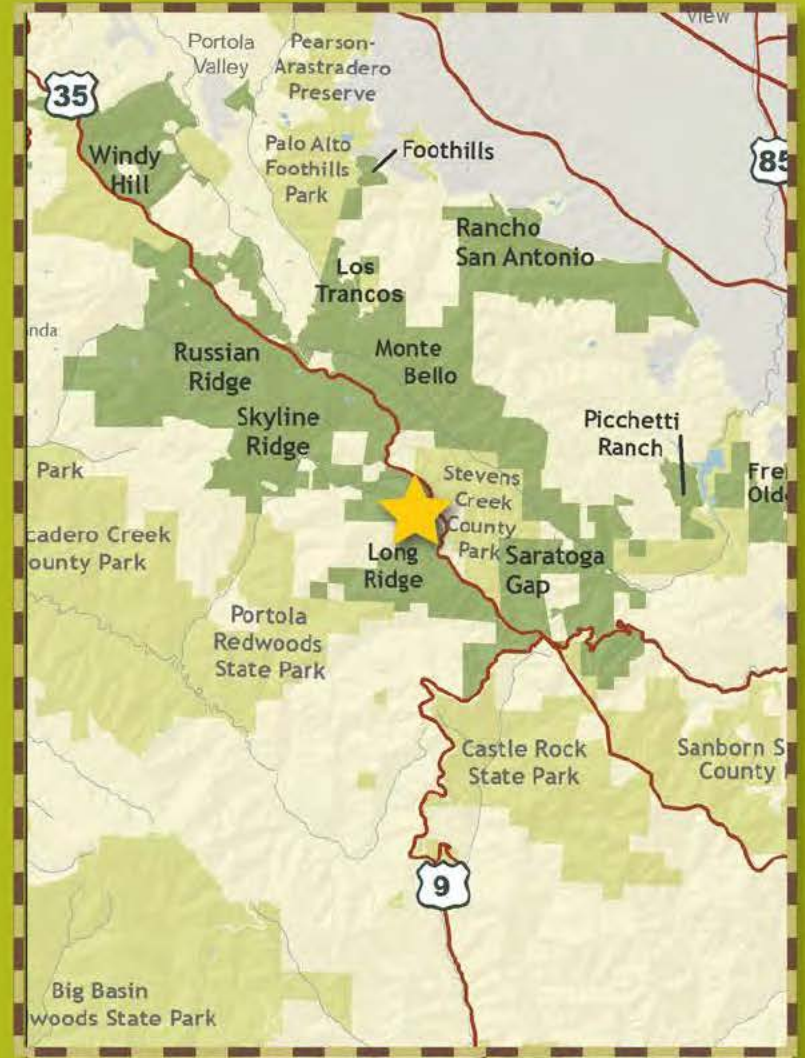 View
Portola
Valley
Pearson-
Arastradero
Preserve
35
Windy
Hill
Palo Alto
Foothills
Park
Foothills
85
Rancho
San Antonio
Los
Trancos
nda
Russian
Ridge
Monte
Bello
Skyline
Ridge
Picchetti
Ranch
Park
Stevens
Creek
County
Park
Fre
Old
cadero Creek
ounty Park
Long
Ridge
Saratoga
Gap
Portola
Redwoods
State Park
Castle Rock
State Park
Sanborn S
County
9
Big Basin
woods State Park